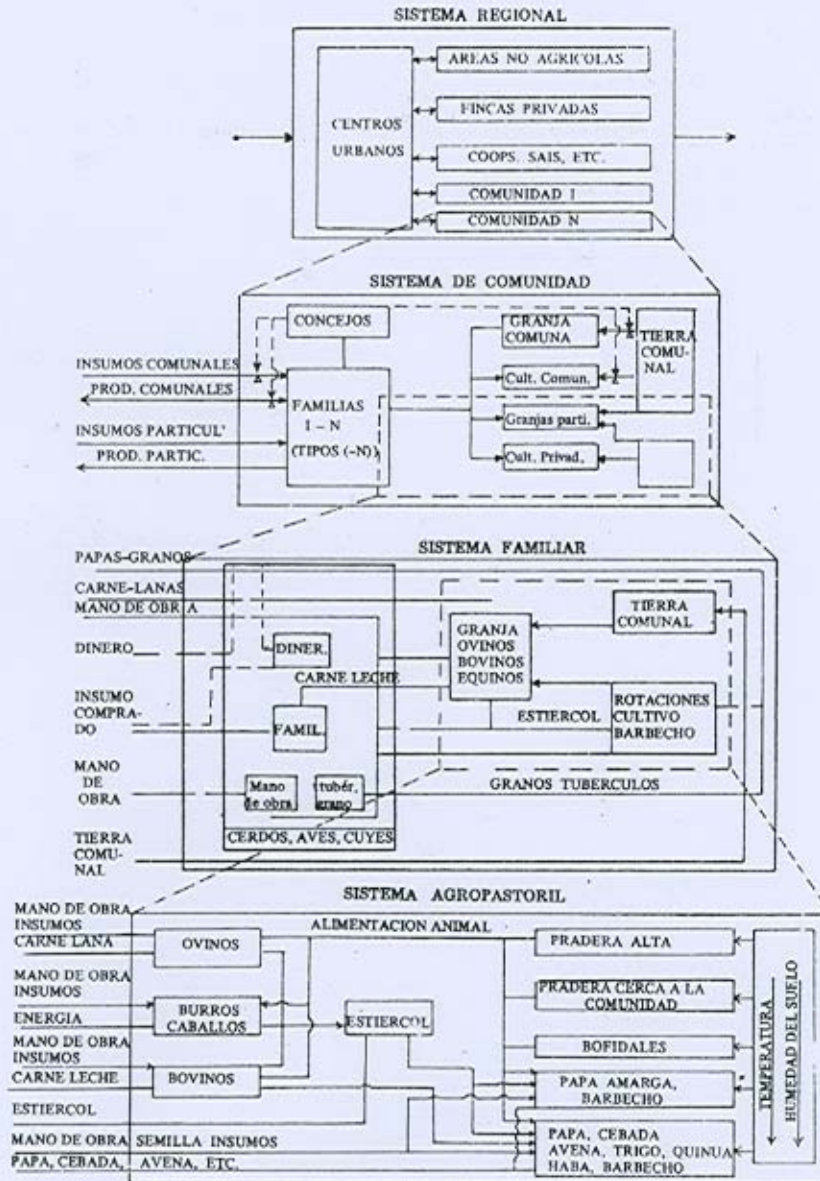 SISTEMA REGIONAL
CENTROS
URBANOS
AREAS NO AGRICOLAS
FINCAS PRIVADAS
COOPS. SAIS, ETC.
COMUNIDAD I
COMUNIDAD N
SISTEMA DE COMUNIDAD
INSUMOS COMUNALES
PROD. COMUNALES
INSUMOS PARTICUL'
PROD. PARTIC.
CONCEJOS
FAMILIAS
I - N
(TIPOS (-N))
GRANJA
COMUNA
Cult. Comun.
Granjas parti.
Cult. Privad.
TIERRA
COMU-
NAL
SISTEMA FAMILIAR
PAPAS-GRANOS
CARNE-LANAS
MANO DE OBRIA
DINERO
INSUMO
COMPRA-
DO
MANO
DE
OBRA
TIERRA
COMU-
NAL
DINER.
CARNE LECHE
FAMIL.
Mano
de obra
tubér.
grano
CERDOS, AVES, CUYES
GRANJA
OVINOS
BOVINOS
EQUINOS
ESTIERCOL
TIERRA
COMUNAL
ROTACIONES
CULTIVO
BARBECHO
GRANOS TUBERCULOS
SISTEMA AGROPASTORIL
MANO DE OBRA
INSUMOS
CARNE LANA
MANO DE OBRA
INSUMOS
ENERGIA
MANO DE OBRA
INSUMOS
CARNE LECHE
ESTIERCOL
MANO DE OBRA SEMILLA INSUMOS
PAPA, CEBADA, AVENA, ETC.
OVINOS
BURROS
CABALLOS
BOVINOS
ALIMENTACION ANIMAL
ESTIERCOL
PRADERA ALTA
PRADERA CERCA A LA
COMUNIDAD
BOFIDALES
PAPA AMARGA,
BARBECHO
PAPA, CEBADA
AVENA, TRIGO, QUINUA
HABA, BARBECHO
TEMPERATURA
HUMEDAD DEL SUELO